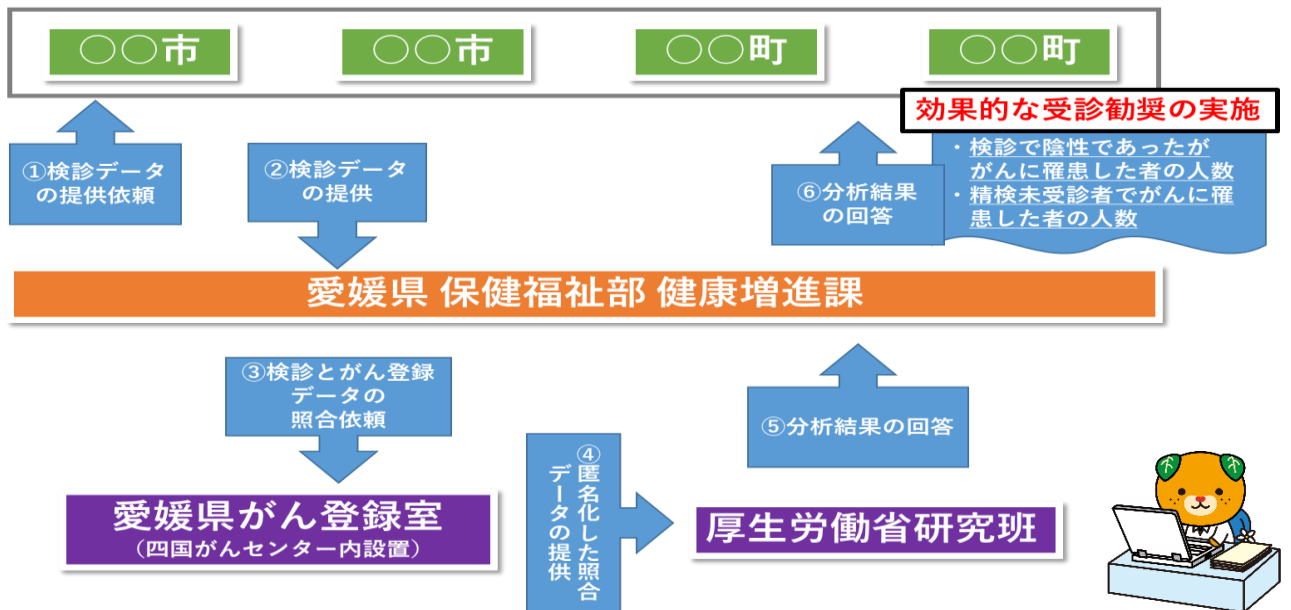 ○○市
○○市
○○町
○○町
効果的な受診勧奨の実施
①検診データ
の提供依頼
②検診データ
の提供
⑥分析結果
の回答
・検診で陰性であったが
がんに罹患した者の人数
・精検未受診者でがんに罹
患した者の人数
愛媛県 保健福祉部 健康増進課
③検診とがん登録
データの
照合依頼
④匿名化した照合
データの提供
⑤分析結果の回答
愛媛県がん登録室
（四国がんセンター内設置）
厚生労働省研究班